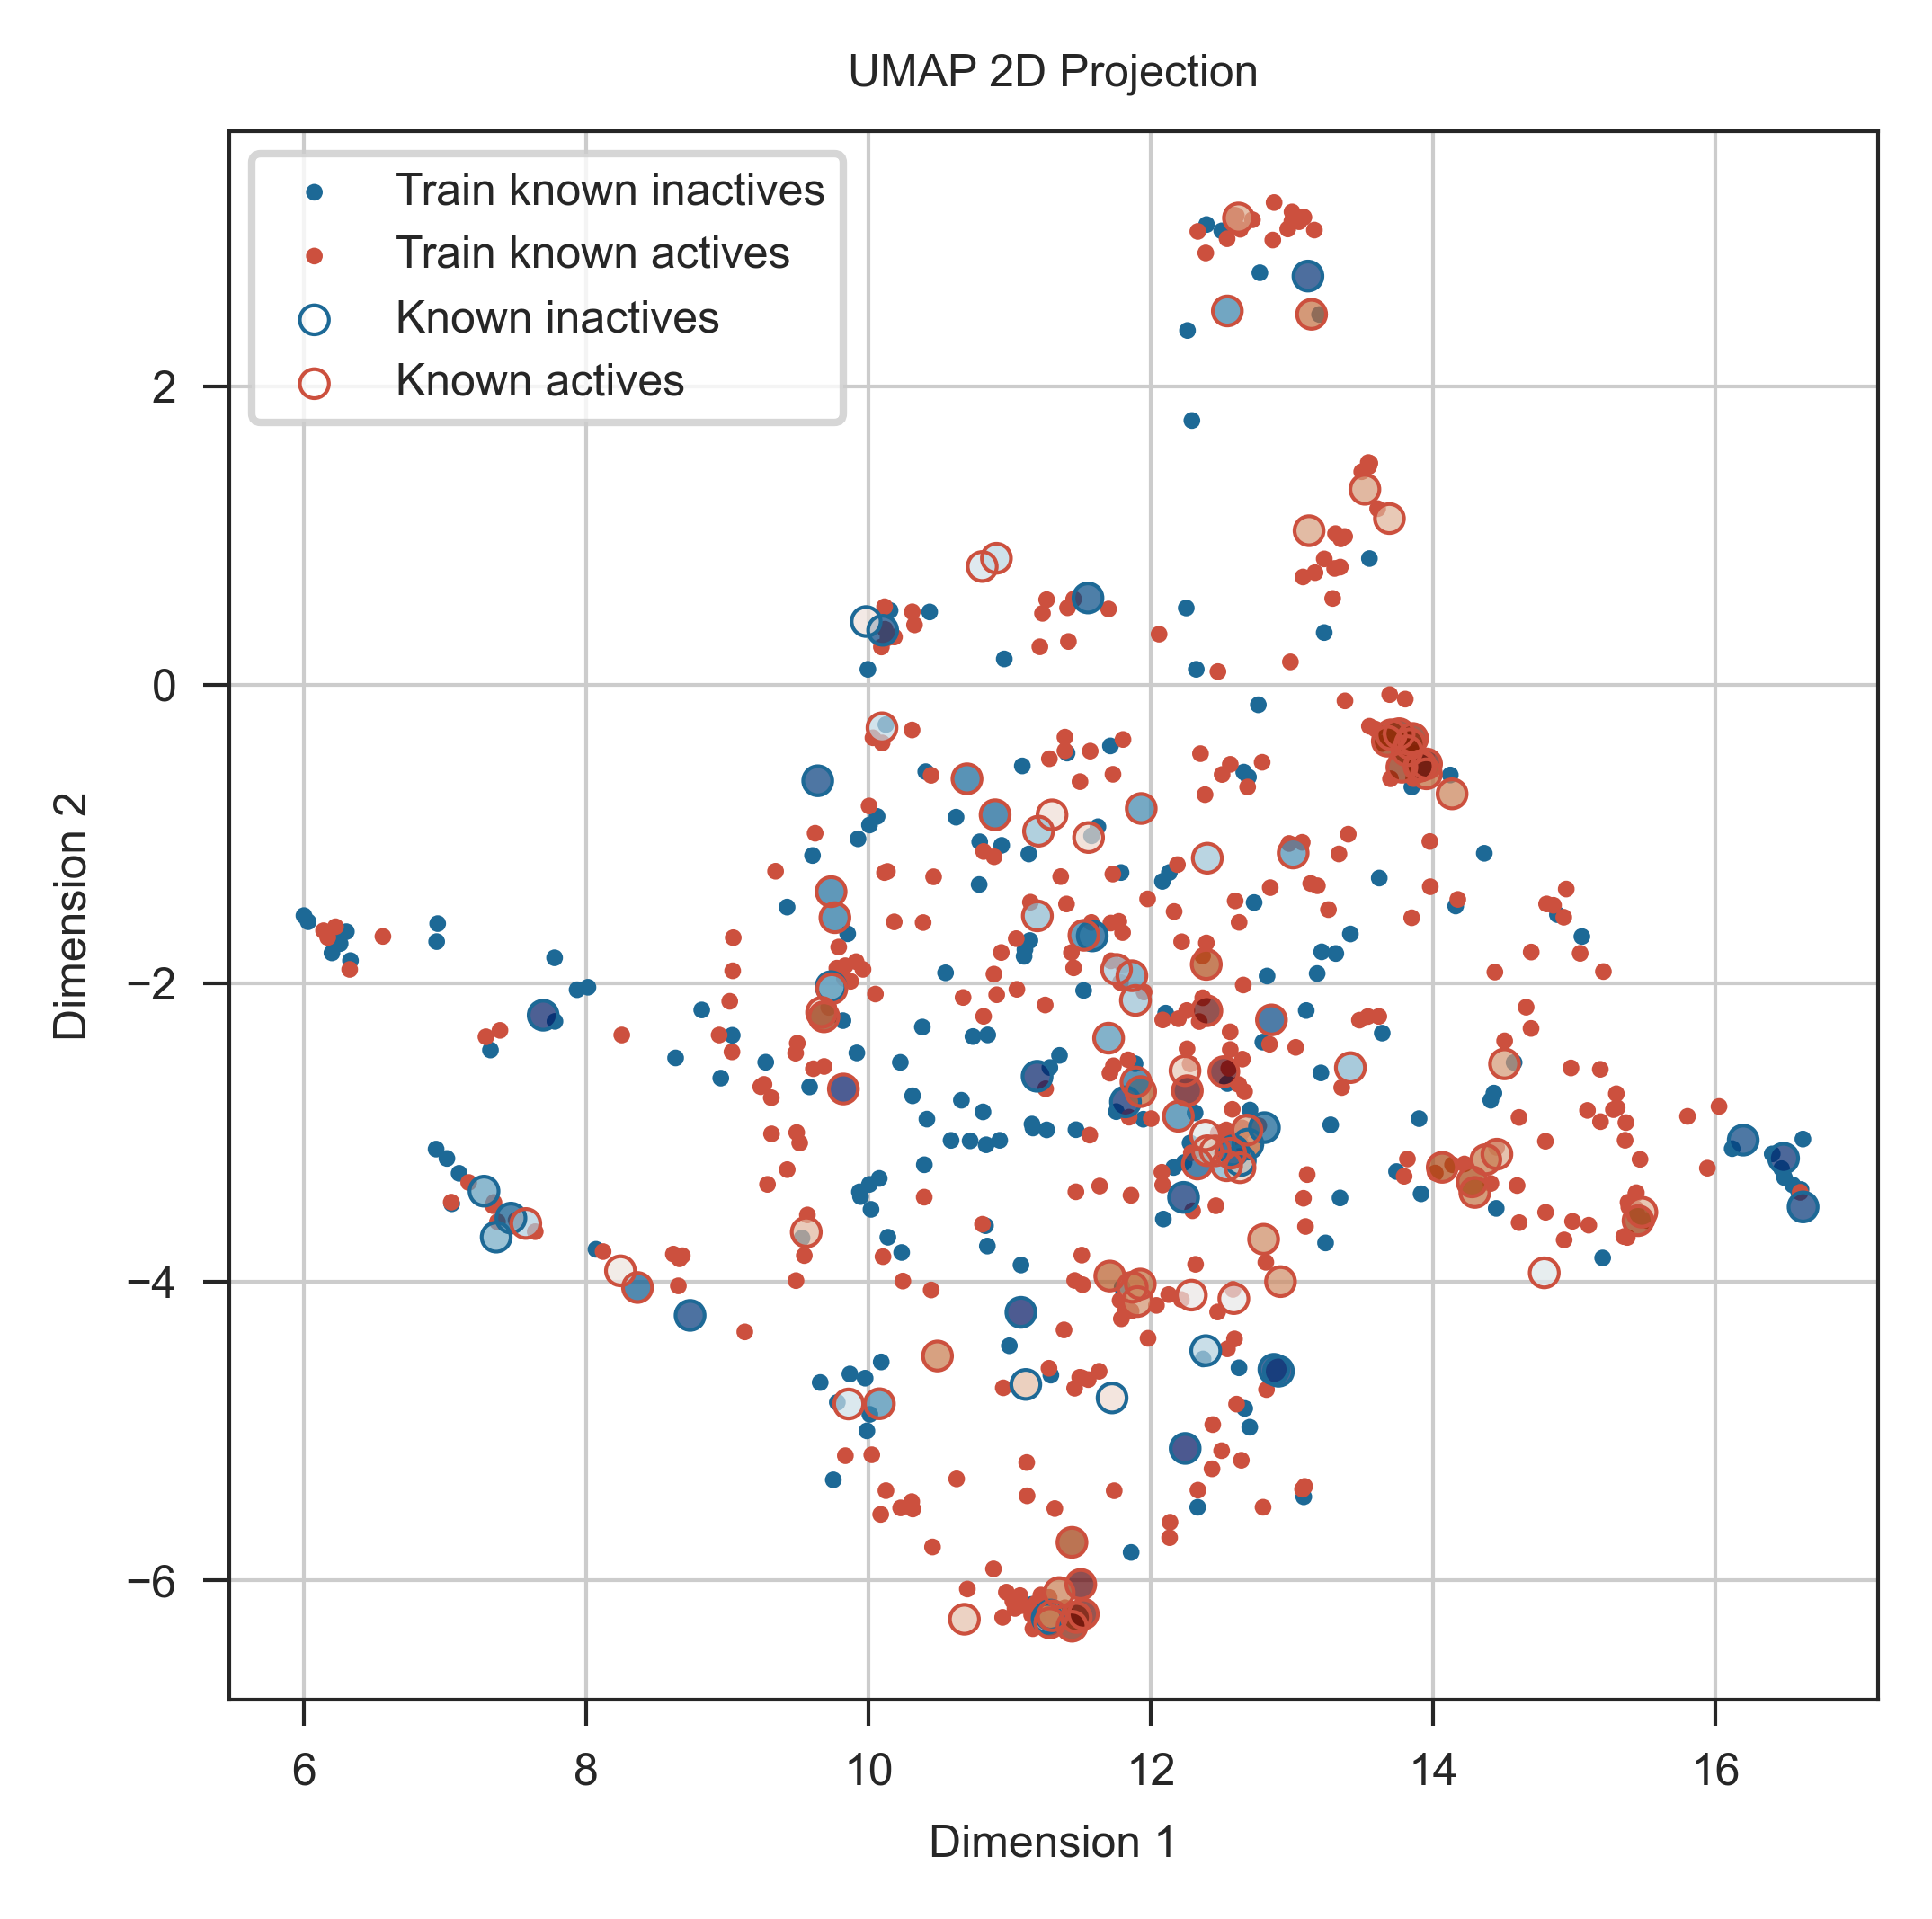 UMAP 2D Projection
Train known inactives
Train known actives
Known inactives
Known actives
2
0
−2
−4
−6
Dimension 2
6 8 10 12 14 16
Dimension 1